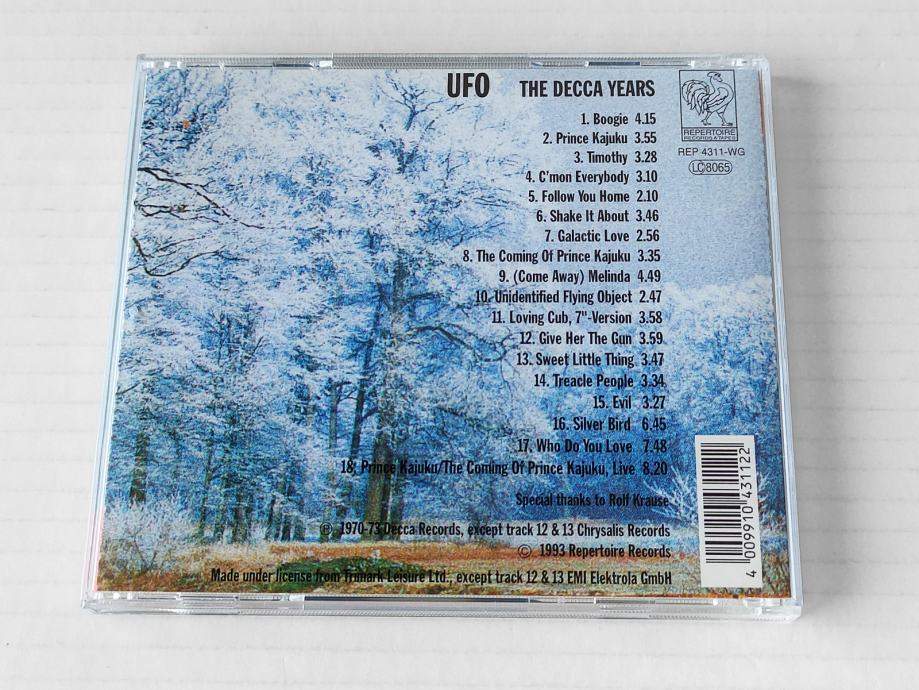 UFO THE DECCA YEARS
1. Boogie 4.15
2. Prince Kajuku 3.55
3. Timothy 3.28
4. C'mon Everybody 3.10
5. Follow You Home 2.10
6. Shake It About 3.46
7. Galactic Love 2.56
8. The Coming Of Prince Kajuku 3.35
9. (Come Away) Melinda 4.49
10. Unidentified Flying Object 2.47
11. Loving Cub, 7"-Version 3.58
12. Give Her The Gun 3.59
13. Sweet Little Thing 3.47
14. Treacle People 3.34
15. Evil 3.27
16. Silver Bird 6.45
17. Who Do You Love 7.48
18. Prince Kajuku/The Coming Of Prince Kajuku, Live 8.20
Special thanks to Rolf Krause
℗ 1970-73 Decca Records, except track 12 & 13 Chrysalis Records
© 1993 Repertoire Records
Made under license from Trunark Leisure Ltd., except track 12 & 13 EMI Elektrola GmbH
REPERTOIRE
RECORDS & TAPES
REP 4311-WG
LC 8065
4 009910 431122